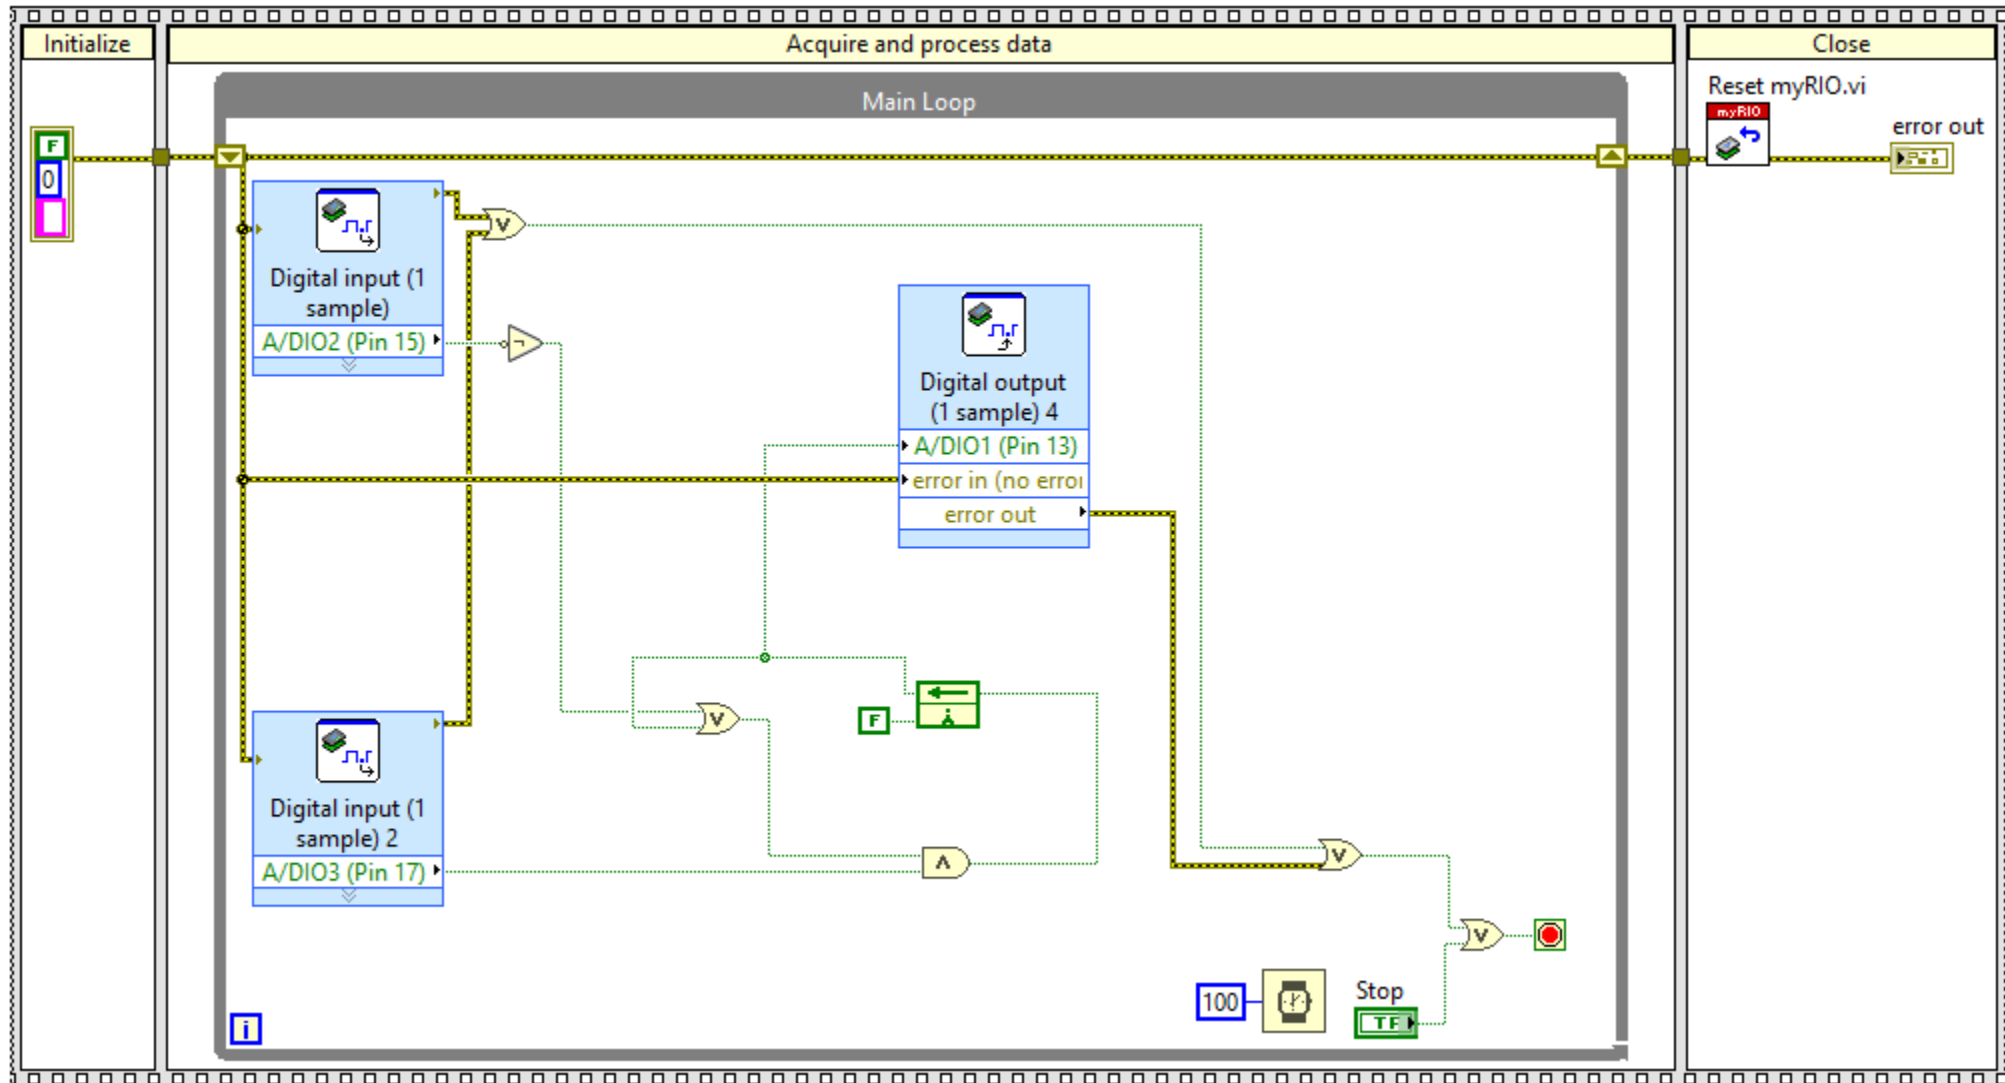 Initialize
Acquire and process data
Close
Main Loop
Reset myRIO.vi
myRIO
error out
F
0
Digital input (1
sample)
A/DIO2 (Pin 15)
Digital output
(1 sample) 4
A/DIO1 (Pin 13)
error in (no error
error out
F
Digital input (1
sample) 2
A/DIO3 (Pin 17)
100
Stop
TF
i